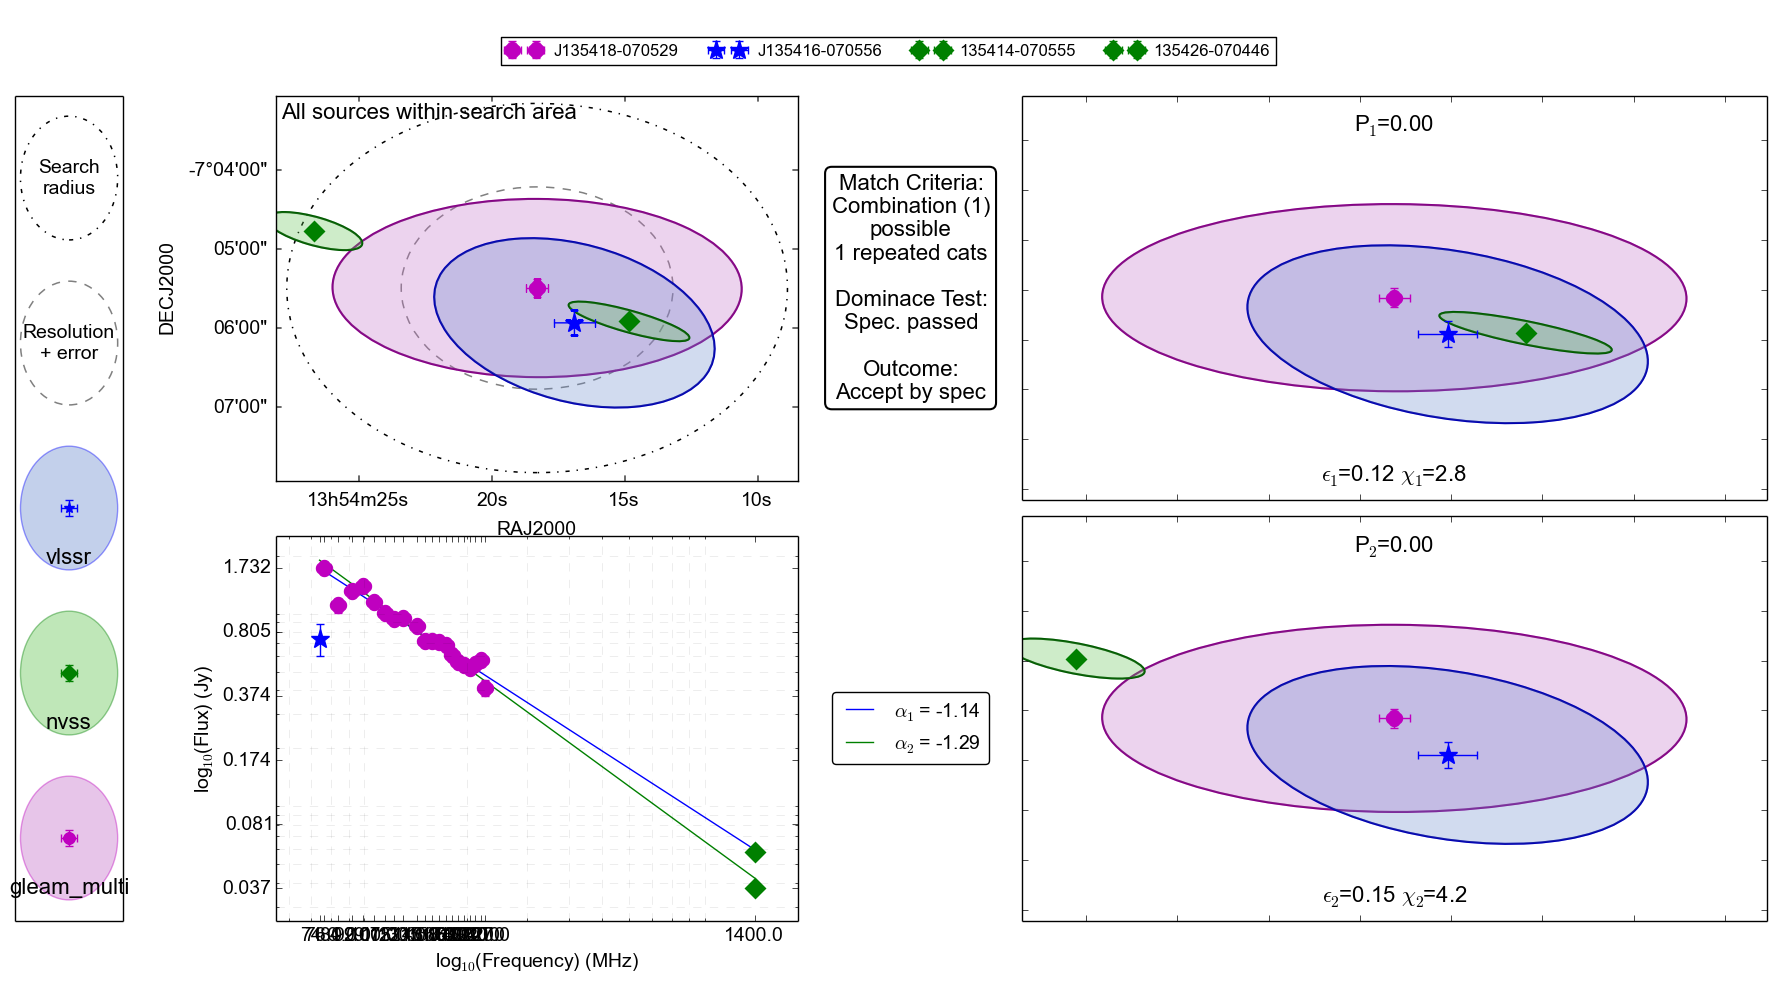 J135418-070529 J135416-070556 135414-070555 135426-070446
Search
radius
Resolution
+ error
vlssr
nvss
gleam_multi
All sources within search area
-7°04'00"
05'00"
06'00"
07'00"
DECJ2000
13h54m25s 20s 15s 10s
RAJ2000
Match Criteria:
Combination (1)
possible
1 repeated cats
Dominace Test:
Spec. passed
Outcome:
Accept by spec
P1=0.00
ϵ1=0.12 χ1=2.8
P2=0.00
ϵ2=0.15 χ2=4.2
1.732
0.805
0.374
0.174
0.081
0.037
log10(Flux) (Jy)
1400.0
log10(Frequency) (MHz)
α1 = -1.14
α2 = -1.29